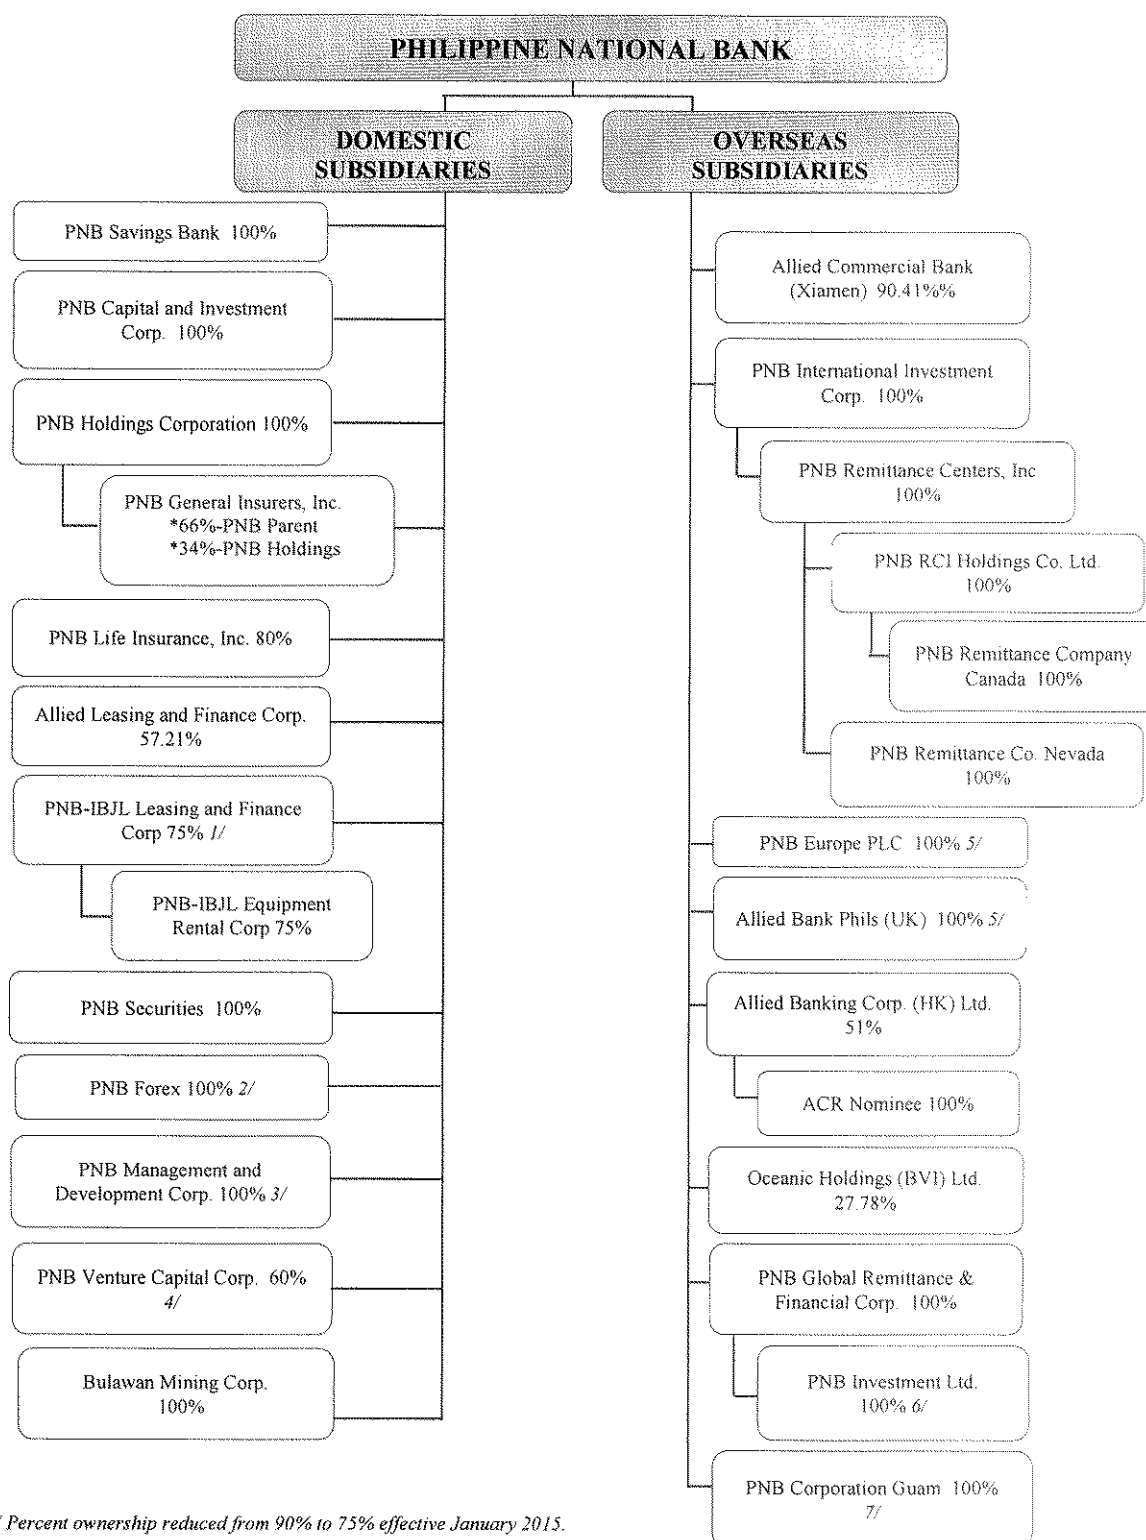 PHILIPPINE NATIONAL BANK
DOMESTIC
SUBSIDIARIES
PNB Savings Bank 100%
PNB Capital and Investment
Corp. 100%
PNB Holdings Corporation 100%
PNB General Insurers, Inc.
*66%-PNB Parent
*34%-PNB Holdings
PNB Life Insurance, Inc. 80%
Allied Leasing and Finance Corp.
57.21%
PNB-IBJL Leasing and Finance
Corp 75% 1/
PNB-IBJL Equipment
Rental Corp 75%
PNB Securities 100%
PNB Forex 100% 2/
PNB Management and
Development Corp. 100% 3/
PNB Venture Capital Corp. 60%
4/
Bulawan Mining Corp.
100%
OVERSEAS
SUBSIDIARIES
Allied Commercial Bank
(Xiamen) 90.41%%
PNB International Investment
Corp. 100%
PNB Remittance Centers, Inc
100%
PNB RCI Holdings Co. Ltd.
100%
PNB Remittance Company
Canada 100%
PNB Remittance Co. Nevada
100%
PNB Europe PLC 100% 5/
Allied Bank Phils (UK) 100% 5/
Allied Banking Corp. (HK) Ltd.
51%
ACR Nominee 100%
Oceanic Holdings (BVI) Ltd.
27.78%
PNB Global Remittance &
Financial Corp. 100%
PNB Investment Ltd.
100% 6/
PNB Corporation Guam 100%
7/
/ Percent ownership reduced from 90% to 75% effective January 2015.